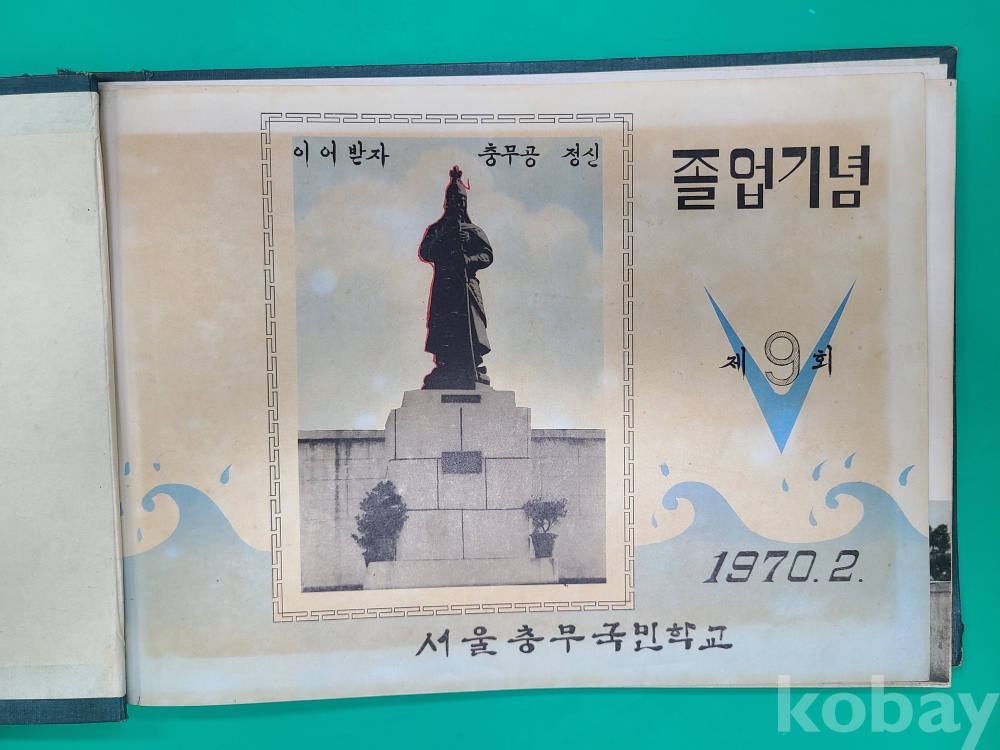 이어받자 충무공 정신
졸업기념
제9회
1970.2.
서울충무국민학교
kobay